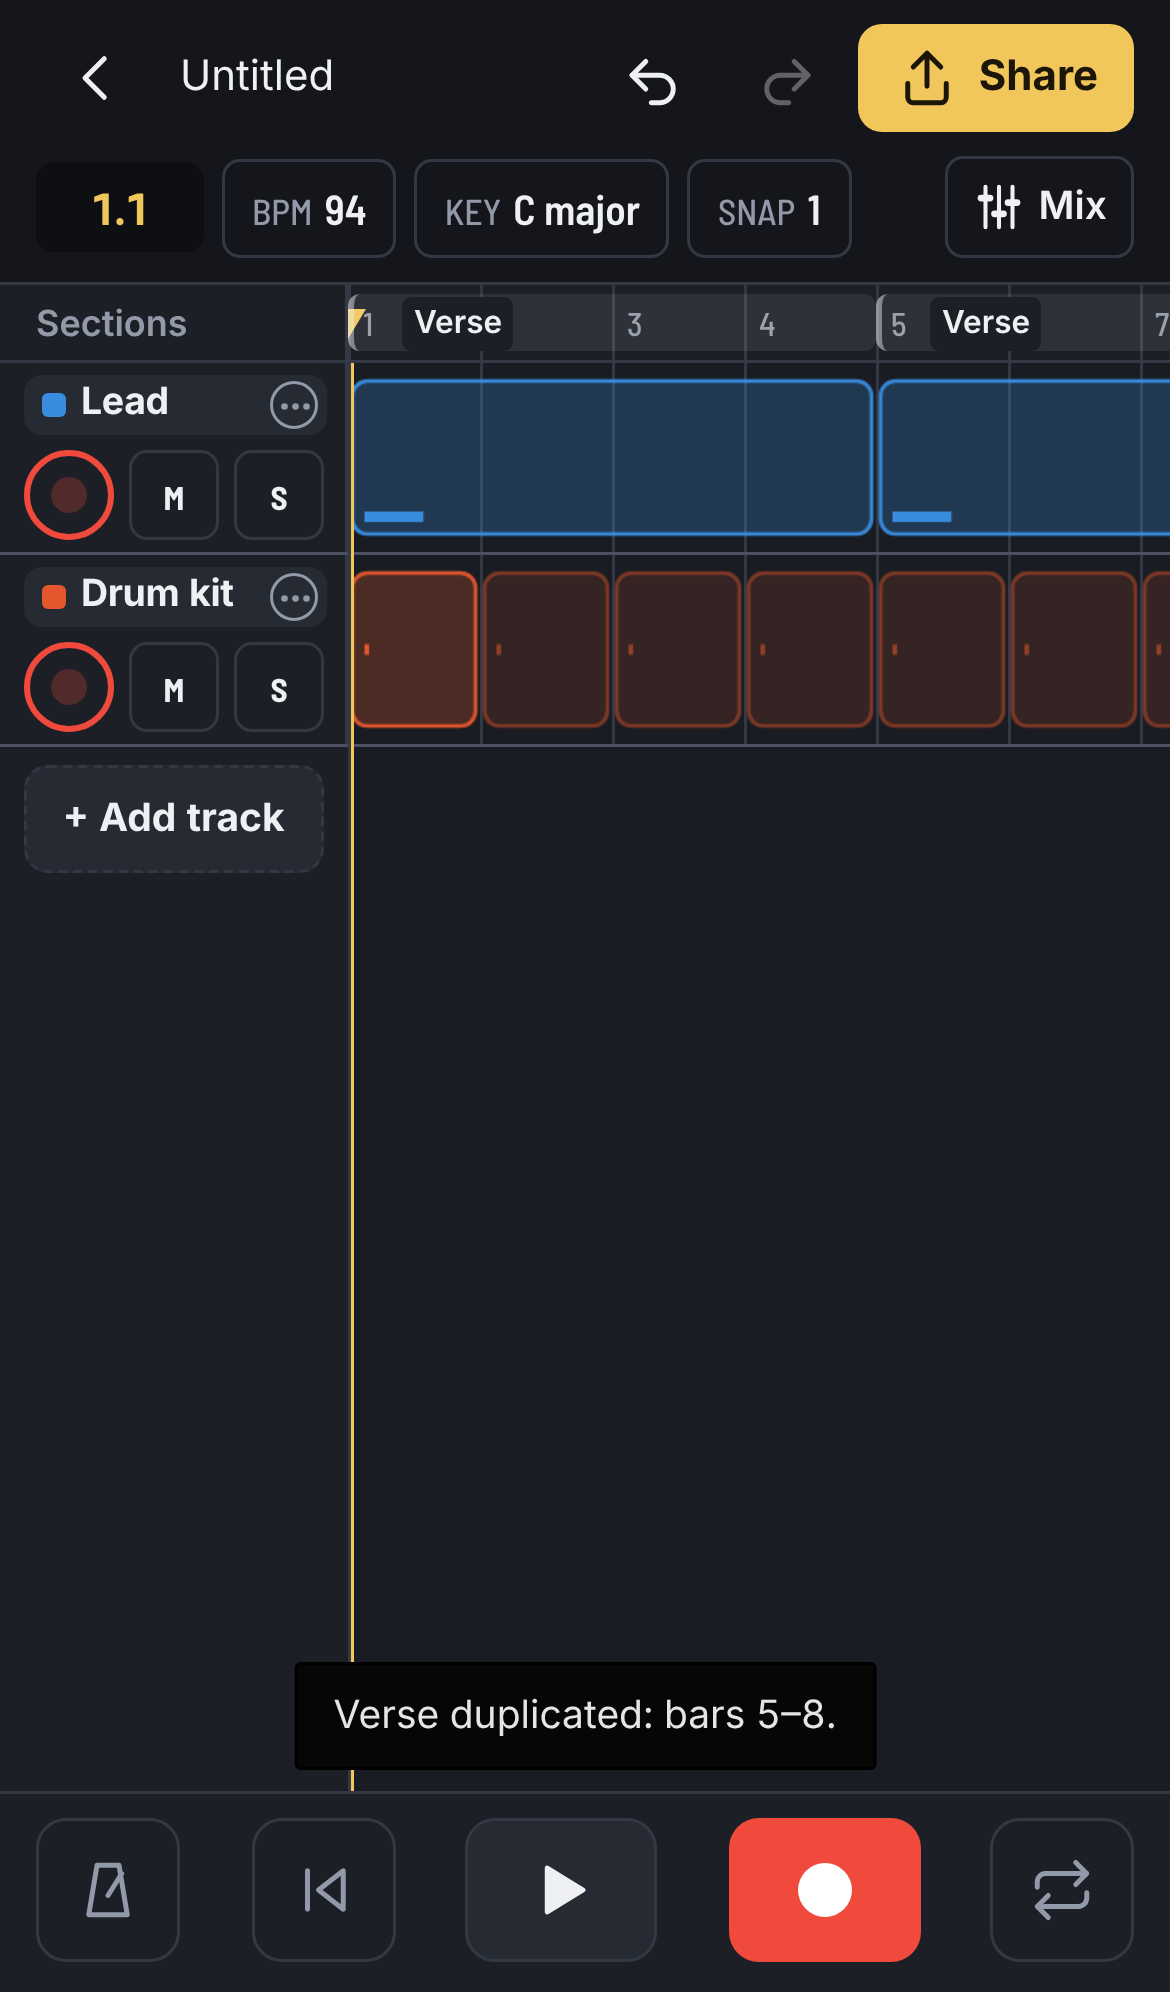 Untitled
Share
1.1
BPM 94
KEY C major
SNAP 1
Mix
Sections
1 Verse 3 4 5 Verse 7
Lead
M S
Drum kit
M S
+ Add track
Verse duplicated: bars 5–8.